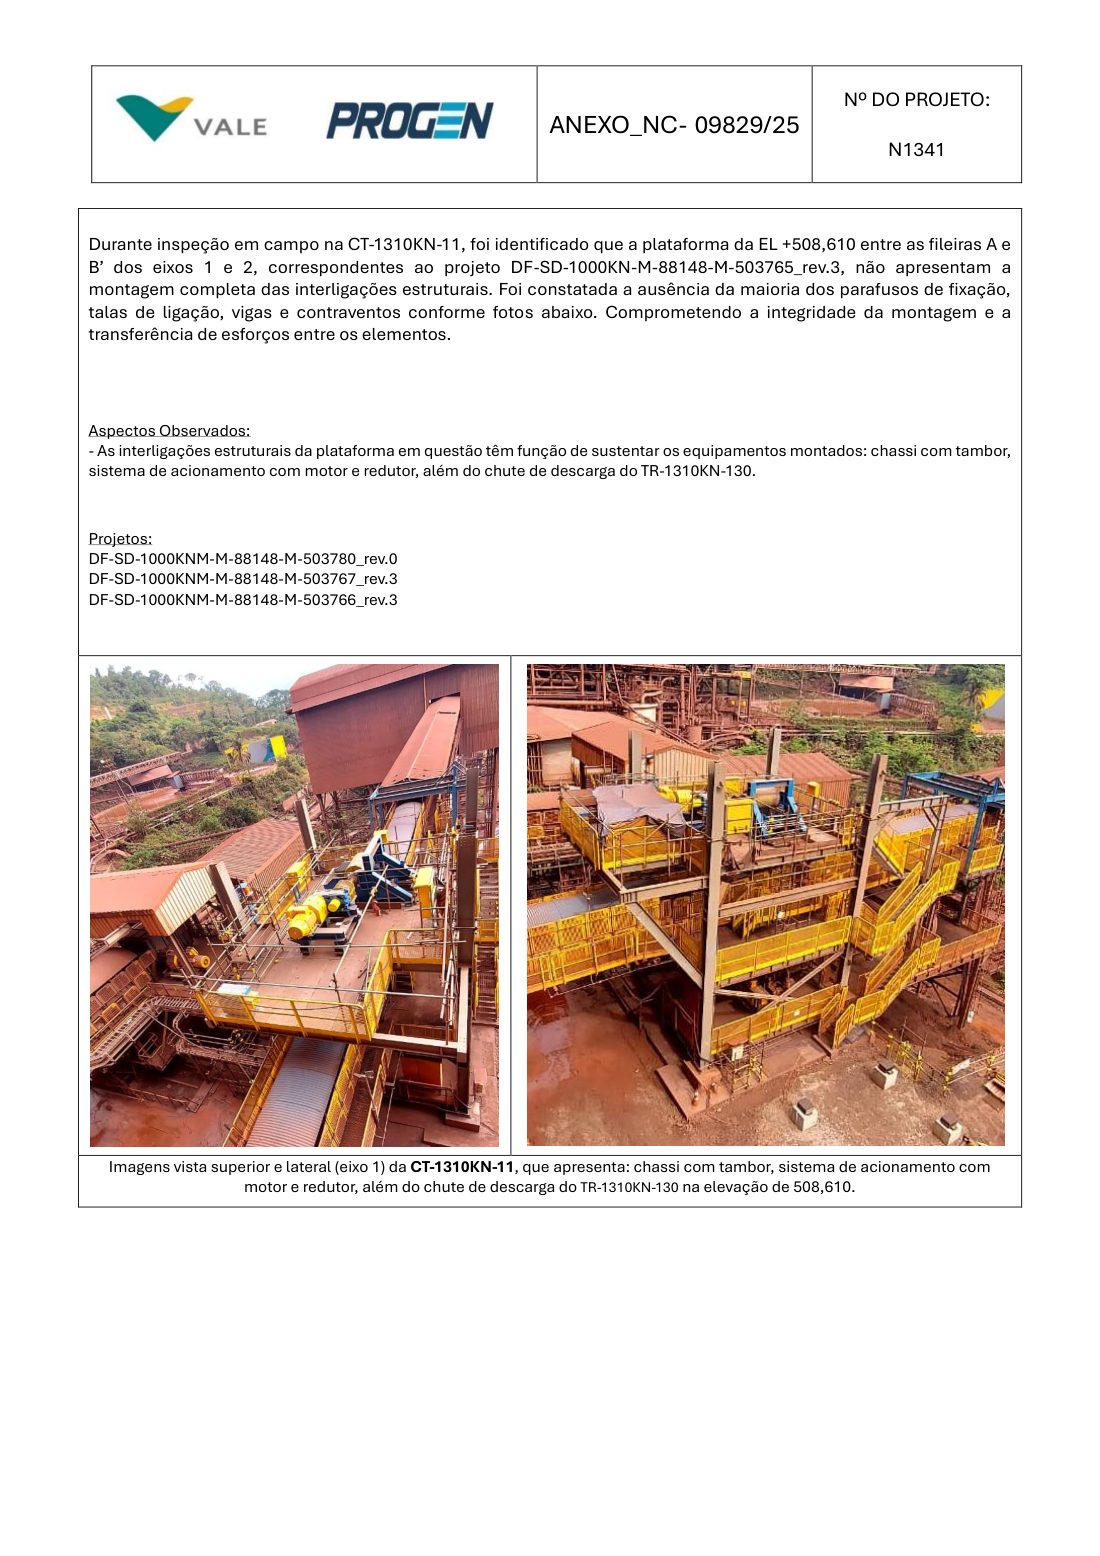 VALE
PROGEN
ANEXO_NC- 09829/25
Nº DO PROJETO:
N1341
Durante inspeção em campo na CT-1310KN-11, foi identificado que a plataforma da EL +508,610 entre as fileiras A e
B’ dos eixos 1 e 2, correspondentes ao projeto DF-SD-1000KN-M-88148-M-503765_rev.3, não apresentam a
montagem completa das interligações estruturais. Foi constatada a ausência da maioria dos parafusos de fixação,
talas de ligação, vigas e contraventos conforme fotos abaixo. Comprometendo a integridade da montagem e a
transferência de esforços entre os elementos.
Aspectos Observados:
- As interligações estruturais da plataforma em questão têm função de sustentar os equipamentos montados: chassi com tambor,
sistema de acionamento com motor e redutor, além do chute de descarga do TR-1310KN-130.
Projetos:
DF-SD-1000KNM-M-88148-M-503780_rev.0
DF-SD-1000KNM-M-88148-M-503767_rev.3
DF-SD-1000KNM-M-88148-M-503766_rev.3
Imagens vista superior e lateral (eixo 1) da CT-1310KN-11, que apresenta: chassi com tambor, sistema de acionamento com
motor e redutor, além do chute de descarga do TR-1310KN-130 na elevação de 508,610.